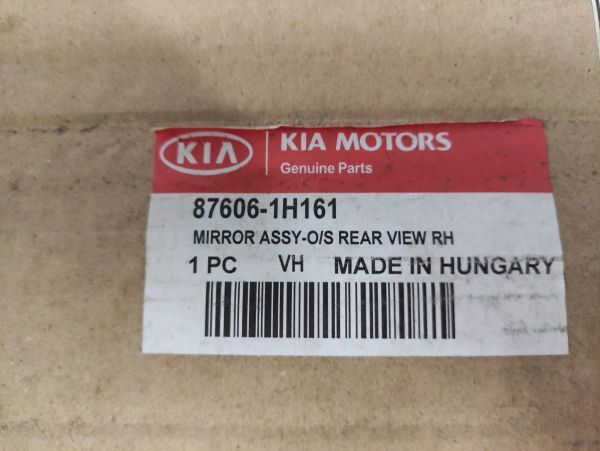 KIA
KIA MOTORS
Genuine Parts
87606-1H161
MIRROR ASSY-O/S REAR VIEW RH
1 PC VH MADE IN HUNGARY